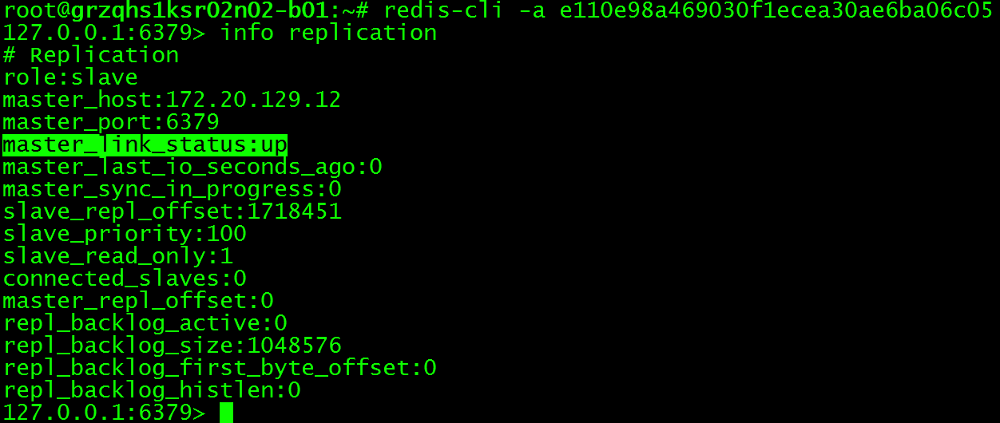 root@grzqhs1ksr02n02-b01:~# redis-cli -a e110e98a469030f1ecea30ae6ba06c05
127.0.0.1:6379> info replication
# Replication
role:slave
master_host:172.20.129.12
master_port:6379
master_link_status:up
master_last_io_seconds_ago:0
master_sync_in_progress:0
slave_repl_offset:1718451
slave_priority:100
slave_read_only:1
connected_slaves:0
master_repl_offset:0
repl_backlog_active:0
repl_backlog_size:1048576
repl_backlog_first_byte_offset:0
repl_backlog_histlen:0
127.0.0.1:6379>